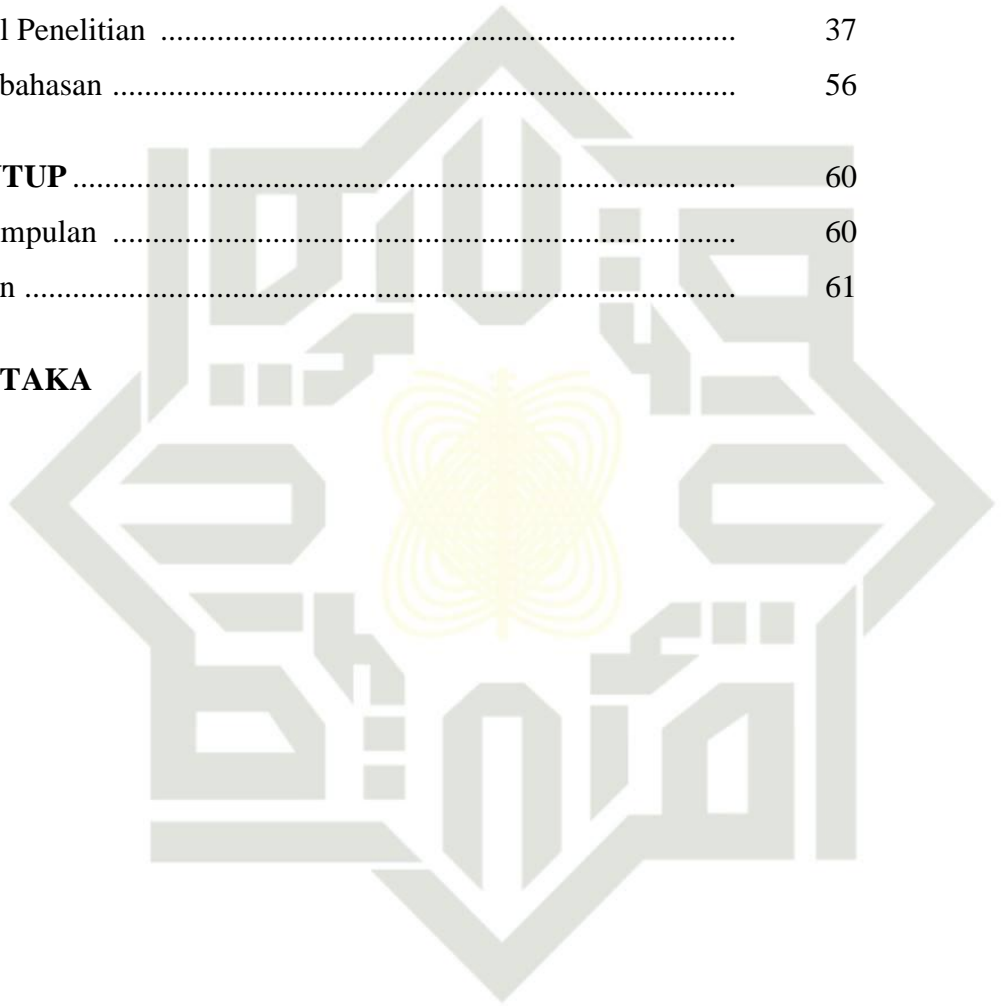 l Penelitian ........................................................................ 37
bahasan .............................................................................. 56
TUP ................................................................................... 60
mpulan .............................................................................. 60
n ......................................................................................... 61
TAKA